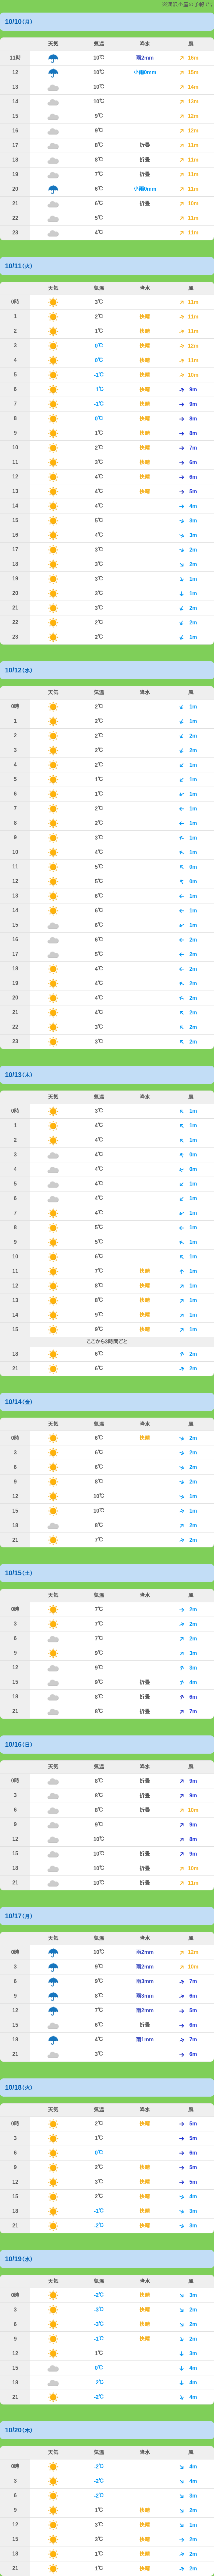 ※涸沢小屋の予報です
10/10(月)
天気 気温 降水 風
11時 10℃ 雨2mm 16m
12 10℃ 小雨0mm 15m
13 10℃ 14m
14 10℃ 13m
15 9℃ 12m
16 9℃ 12m
17 8℃ 折畳 11m
18 8℃ 折畳 11m
19 7℃ 折畳 11m
20 6℃ 小雨0mm 11m
21 6℃ 折畳 10m
22 5℃ 11m
23 4℃ 11m
10/11(火)
天気 気温 降水 風
0時 3℃ 11m
1 2℃ 快晴 11m
2 1℃ 快晴 11m
3 0℃ 快晴 12m
4 0℃ 快晴 11m
5 -1℃ 快晴 10m
6 -1℃ 快晴 9m
7 -1℃ 快晴 9m
8 0℃ 快晴 8m
9 1℃ 快晴 8m
10 2℃ 快晴 7m
11 3℃ 快晴 6m
12 4℃ 快晴 6m
13 4℃ 快晴 5m
14 4℃ 4m
15 5℃ 3m
16 4℃ 3m
17 3℃ 2m
18 3℃ 2m
19 3℃ 1m
20 3℃ 1m
21 3℃ 2m
22 2℃ 2m
23 2℃ 1m
10/12(水)
天気 気温 降水 風
0時 2℃ 1m
1 2℃ 1m
2 2℃ 2m
3 2℃ 2m
4 2℃ 1m
5 1℃ 1m
6 1℃ 1m
7 2℃ 1m
8 2℃ 1m
9 3℃ 1m
10 4℃ 1m
11 5℃ 0m
12 5℃ 0m
13 6℃ 1m
14 6℃ 1m
15 6℃ 1m
16 6℃ 2m
17 5℃ 2m
18 4℃ 2m
19 4℃ 2m
20 4℃ 2m
21 4℃ 2m
22 3℃ 2m
23 3℃ 2m
10/13(木)
天気 気温 降水 風
0時 3℃ 1m
1 4℃ 1m
2 4℃ 1m
3 4℃ 0m
4 4℃ 0m
5 4℃ 1m
6 4℃ 1m
7 4℃ 1m
8 5℃ 1m
9 5℃ 1m
10 6℃ 1m
11 7℃ 快晴 1m
12 8℃ 快晴 1m
13 8℃ 快晴 1m
14 9℃ 快晴 1m
15 9℃ 快晴 1m
ここから3時間ごと
18 6℃ 2m
21 6℃ 2m
10/14(金)
天気 気温 降水 風
0時 6℃ 快晴 2m
3 6℃ 2m
6 6℃ 2m
9 8℃ 2m
12 10℃ 1m
15 10℃ 1m
18 8℃ 2m
21 7℃ 2m
10/15(土)
天気 気温 降水 風
0時 7℃ 2m
3 7℃ 2m
6 7℃ 2m
9 9℃ 3m
12 9℃ 3m
15 9℃ 折畳 4m
18 8℃ 折畳 6m
21 8℃ 折畳 7m
10/16(日)
天気 気温 降水 風
0時 8℃ 折畳 9m
3 8℃ 折畳 9m
6 8℃ 折畳 10m
9 9℃ 9m
12 10℃ 8m
15 10℃ 折畳 9m
18 10℃ 折畳 10m
21 10℃ 折畳 11m
10/17(月)
天気 気温 降水 風
0時 10℃ 雨2mm 12m
3 9℃ 雨2mm 10m
6 9℃ 雨3mm 7m
9 8℃ 雨3mm 6m
12 7℃ 雨2mm 5m
15 6℃ 折畳 6m
18 4℃ 雨1mm 7m
21 3℃ 6m
10/18(火)
天気 気温 降水 風
0時 2℃ 快晴 5m
3 1℃ 5m
6 0℃ 6m
9 2℃ 快晴 5m
12 3℃ 快晴 5m
15 2℃ 快晴 4m
18 -1℃ 快晴 3m
21 -2℃ 快晴 3m
10/19(水)
天気 気温 降水 風
0時 -2℃ 快晴 3m
3 -3℃ 快晴 2m
6 -3℃ 快晴 2m
9 -1℃ 快晴 2m
12 1℃ 3m
15 0℃ 4m
18 -2℃ 4m
21 -2℃ 4m
10/20(木)
天気 気温 降水 風
0時 -2℃ 4m
3 -2℃ 4m
6 -2℃ 3m
9 1℃ 快晴 2m
12 3℃ 快晴 1m
15 3℃ 快晴 2m
18 1℃ 快晴 2m
21 1℃ 快晴 2m